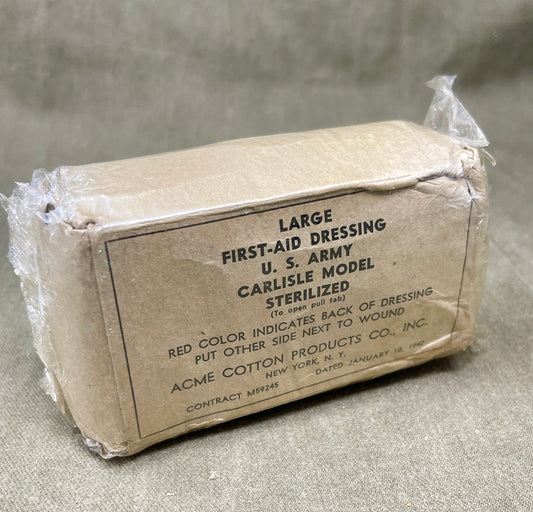 LARGE
FIRST-AID DRESSING
U. S. ARMY
CARLISLE MODEL
STERILIZED
(To open pull tab)
RED COLOR INDICATES BACK OF DRESSING
PUT OTHER SIDE NEXT TO WOUND
ACME COTTON PRODUCTS CO., INC.
NEW YORK, N. Y.
CONTRACT M59245 DATED JANUARY 10, 1942